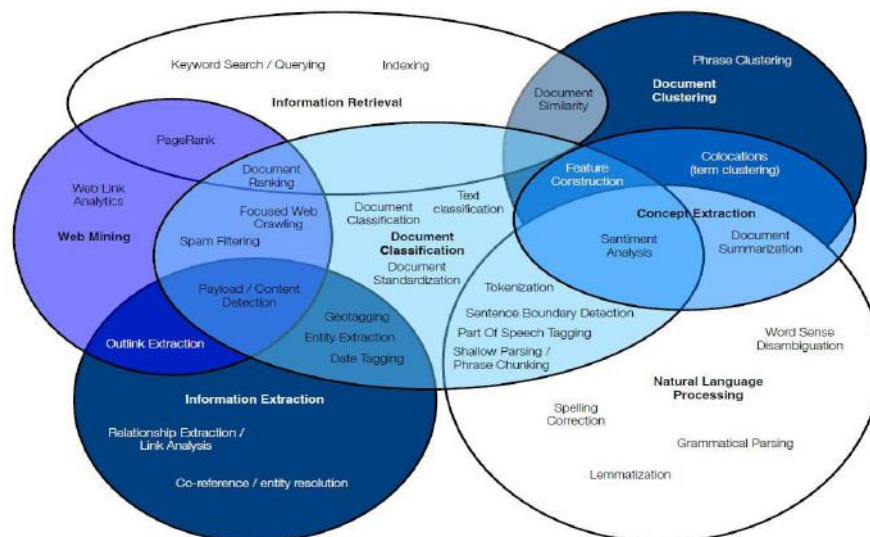 Keyword Search / Querying
Indexing
Information Retrieval
Phrase Clustering
Document
Clustering
Document
Similarity
PageRank
Document
Ranking
Feature
Construction
Colocations
(term clustering)
Web Link
Analytics
Text
classification
Document
Classification
Focused Web
Crawling
Concept Extraction
Web Mining
Spam Filtering
Document
Classification
Sentiment
Analysis
Document
Summarization
Document
Standardization
Payload / Content
Detection
Tokenization
Geotagging
Sentence Boundary Detection
Entity Extraction
Part Of Speech Tagging
Word Sense
Disambiguation
Outlink Extraction
Date Tagging
Shallow Parsing /
Phrase Chunking
Natural Language
Processing
Information Extraction
Spelling
Correction
Relationship Extraction /
Link Analysis
Grammatical Parsing
Lemmatization
Co-reference / entity resolution